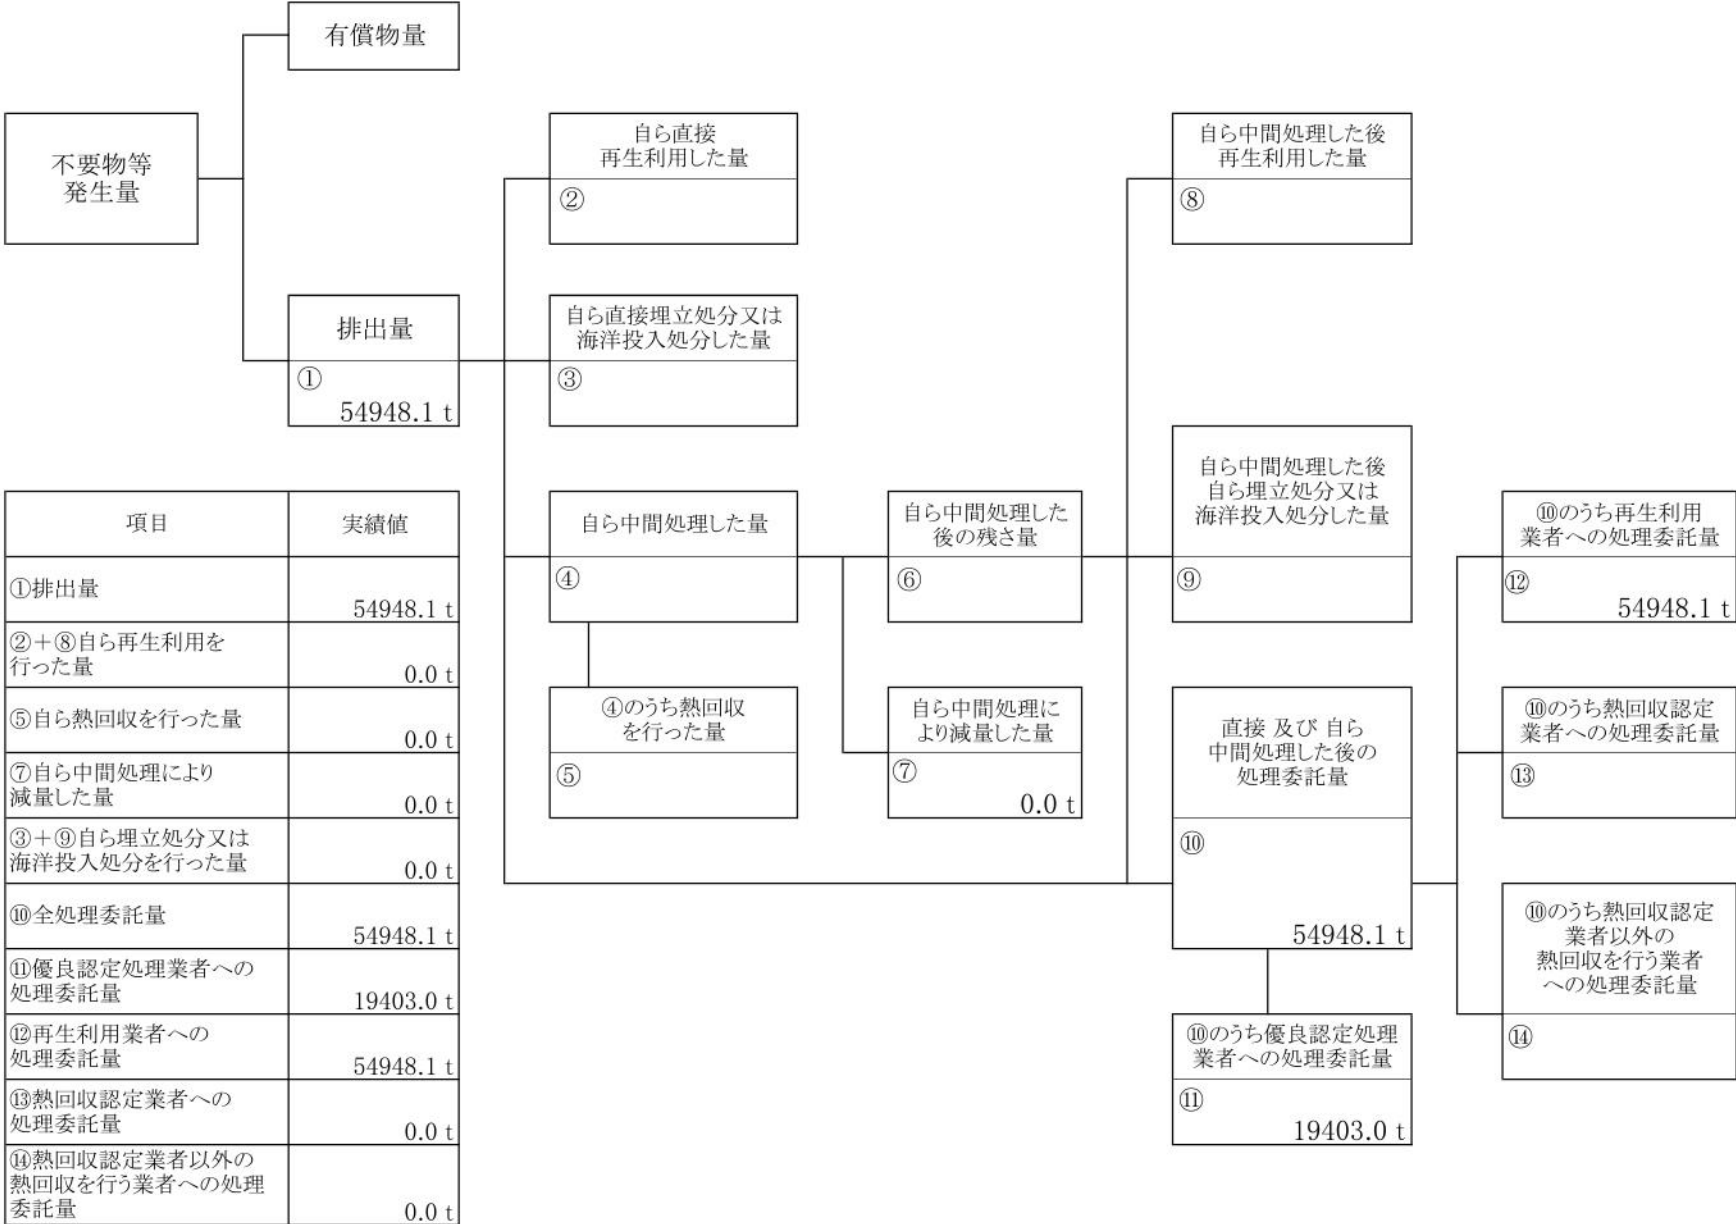 有償物量
不要物等
発生量
自ら直接
再生利用した量
②
自ら中間処理した後
再生利用した量
⑧
排出量
①
54948.1 t
自ら直接埋立処分又は
海洋投入処分した量
③
自ら中間処理した量
④
自ら中間処理した
後の残さ量
⑥
自ら中間処理した後
自ら埋立処分又は
海洋投入処分した量
⑨
⑩のうち再生利用
業者への処理委託量
⑫
54948.1 t
④のうち熱回収
を行った量
⑤
自ら中間処理に
より減量した量
⑦
0.0 t
直接 及び 自ら
中間処理した後の
処理委託量
⑩
54948.1 t
⑩のうち熱回収認定
業者への処理委託量
⑬
⑩のうち熱回収認定
業者以外の
熱回収を行う業者
への処理委託量
⑭
⑩のうち優良認定処理
業者への処理委託量
⑪
19403.0 t
項目 実績値
①排出量
54948.1 t
②＋⑧自ら再生利用を
行った量
0.0 t
⑤自ら熱回収を行った量
0.0 t
⑦自ら中間処理により
減量した量
0.0 t
③＋⑨自ら埋立処分又は
海洋投入処分を行った量
0.0 t
⑩全処理委託量
54948.1 t
⑪優良認定処理業者への
処理委託量
19403.0 t
⑫再生利用業者への
処理委託量
54948.1 t
⑬熱回収認定業者への
処理委託量
0.0 t
⑭熱回収認定業者以外の
熱回収を行う業者への処理
委託量
0.0 t